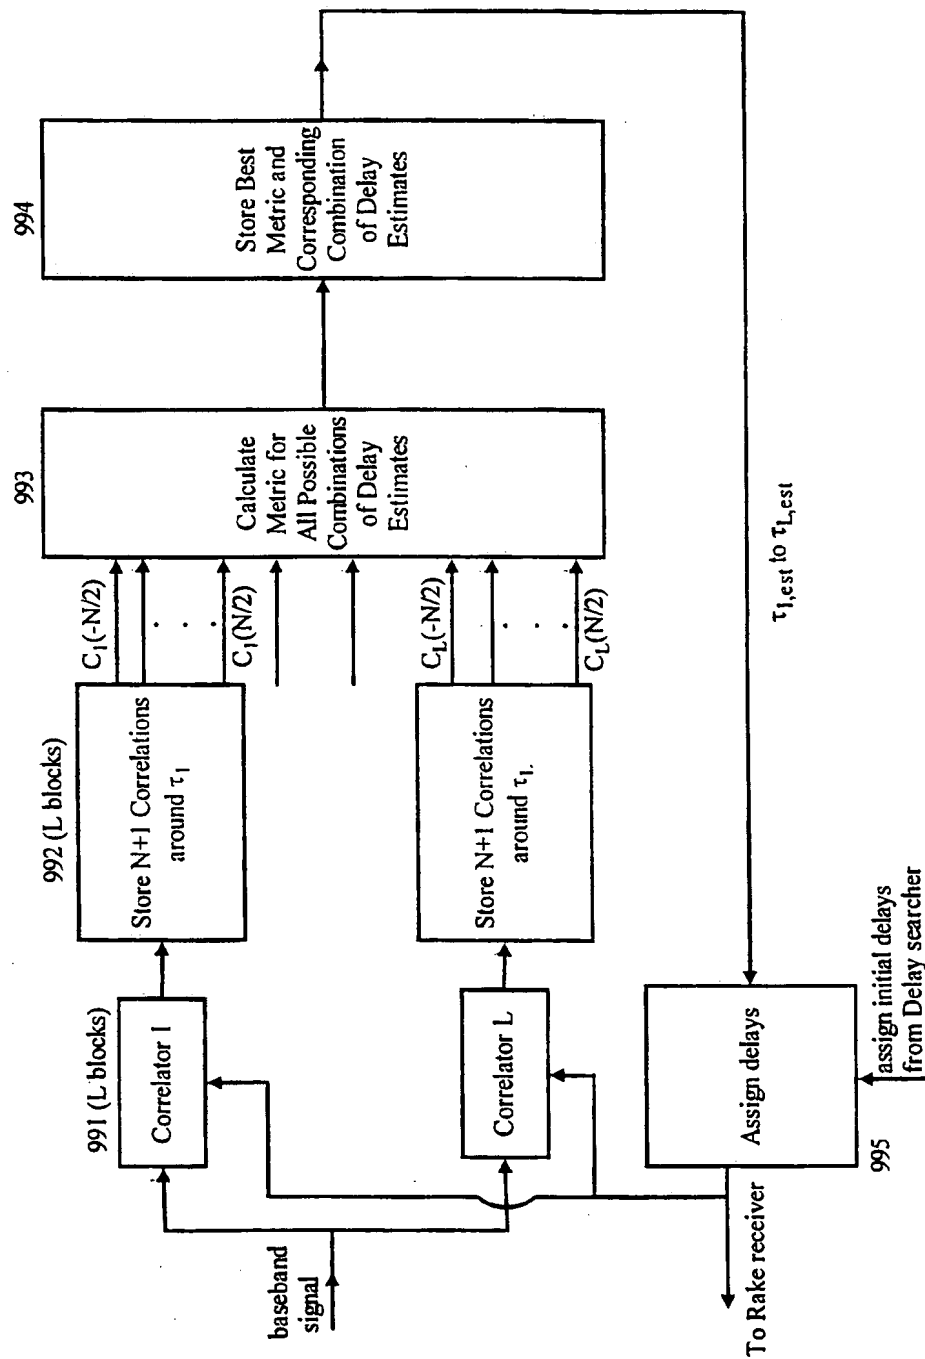 baseband
signal
991 (L blocks)
Correlator 1
Correlator L
992 (L blocks)
Store N+1 Correlations
around τ1
Store N+1 Correlations
around τL
C1(-N/2)
. . . .
C1(N/2)
CL(-N/2)
. . . .
CL(N/2)
993
Calculate
Metric for
All Possible
Combinations
of Delay
Estimates
994
Store Best
Metric and
Corresponding
Combination
of Delay
Estimates
τ1,est to τL,est
Assign delays
995
assign initial delays
from Delay searcher
To Rake receiver